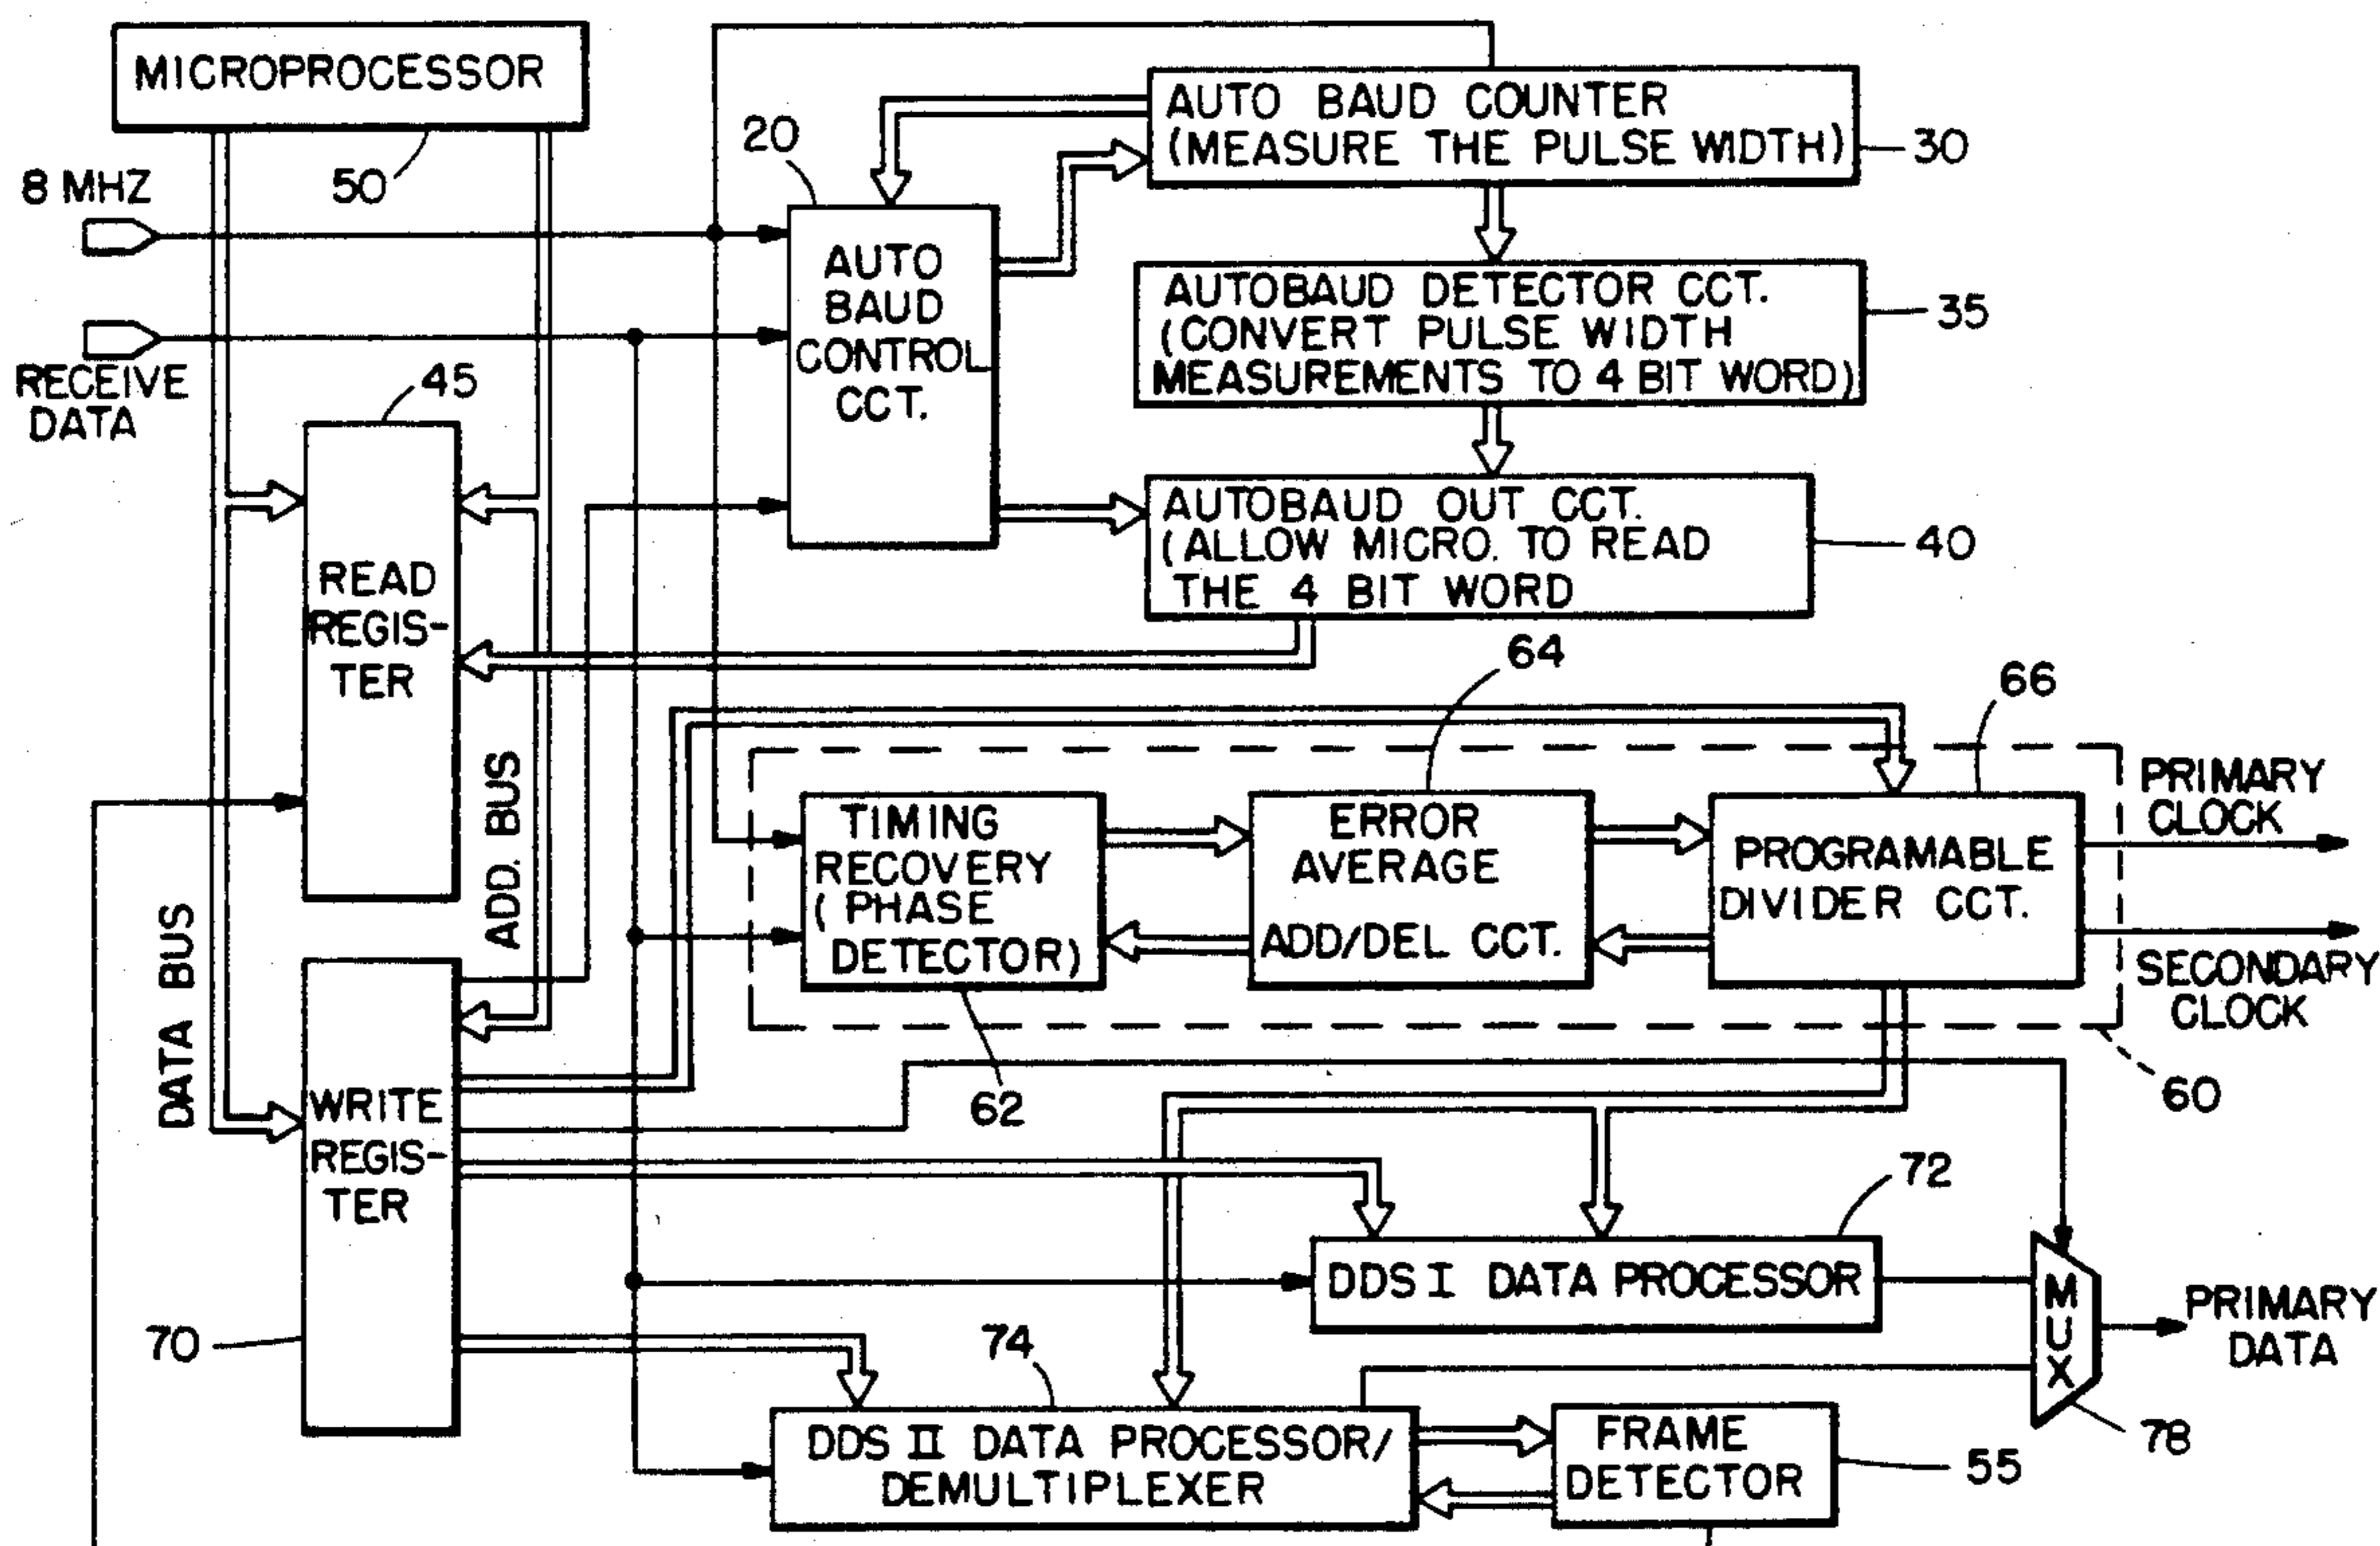 MICROPROCESSOR
50
8 MHZ
RECEIVE
DATA
20
AUTO
BAUD
CONTROL
CCT.
AUTO BAUD COUNTER
(MEASURE THE PULSE WIDTH)
30
AUTOBAUD DETECTOR CCT.
(CONVERT PULSE WIDTH
MEASUREMENTS TO 4 BIT WORD)
35
AUTOBAUD OUT CCT.
(ALLOW MICRO. TO READ
THE 4 BIT WORD
40
45
READ
REGIS-
TER
ADD. BUS
DATA BUS
64
66
TIMING
RECOVERY
(PHASE
DETECTOR)
62
ERROR
AVERAGE
ADD/DEL CCT.
PROGRAMABLE
DIVIDER CCT.
PRIMARY
CLOCK
SECONDARY
CLOCK
60
WRITE
REGIS-
TER
70
72
DDS I DATA PROCESSOR
74
DDS II DATA PROCESSOR/
DEMULTIPLEXER
FRAME
DETECTOR
55
MUX
78
PRIMARY
DATA